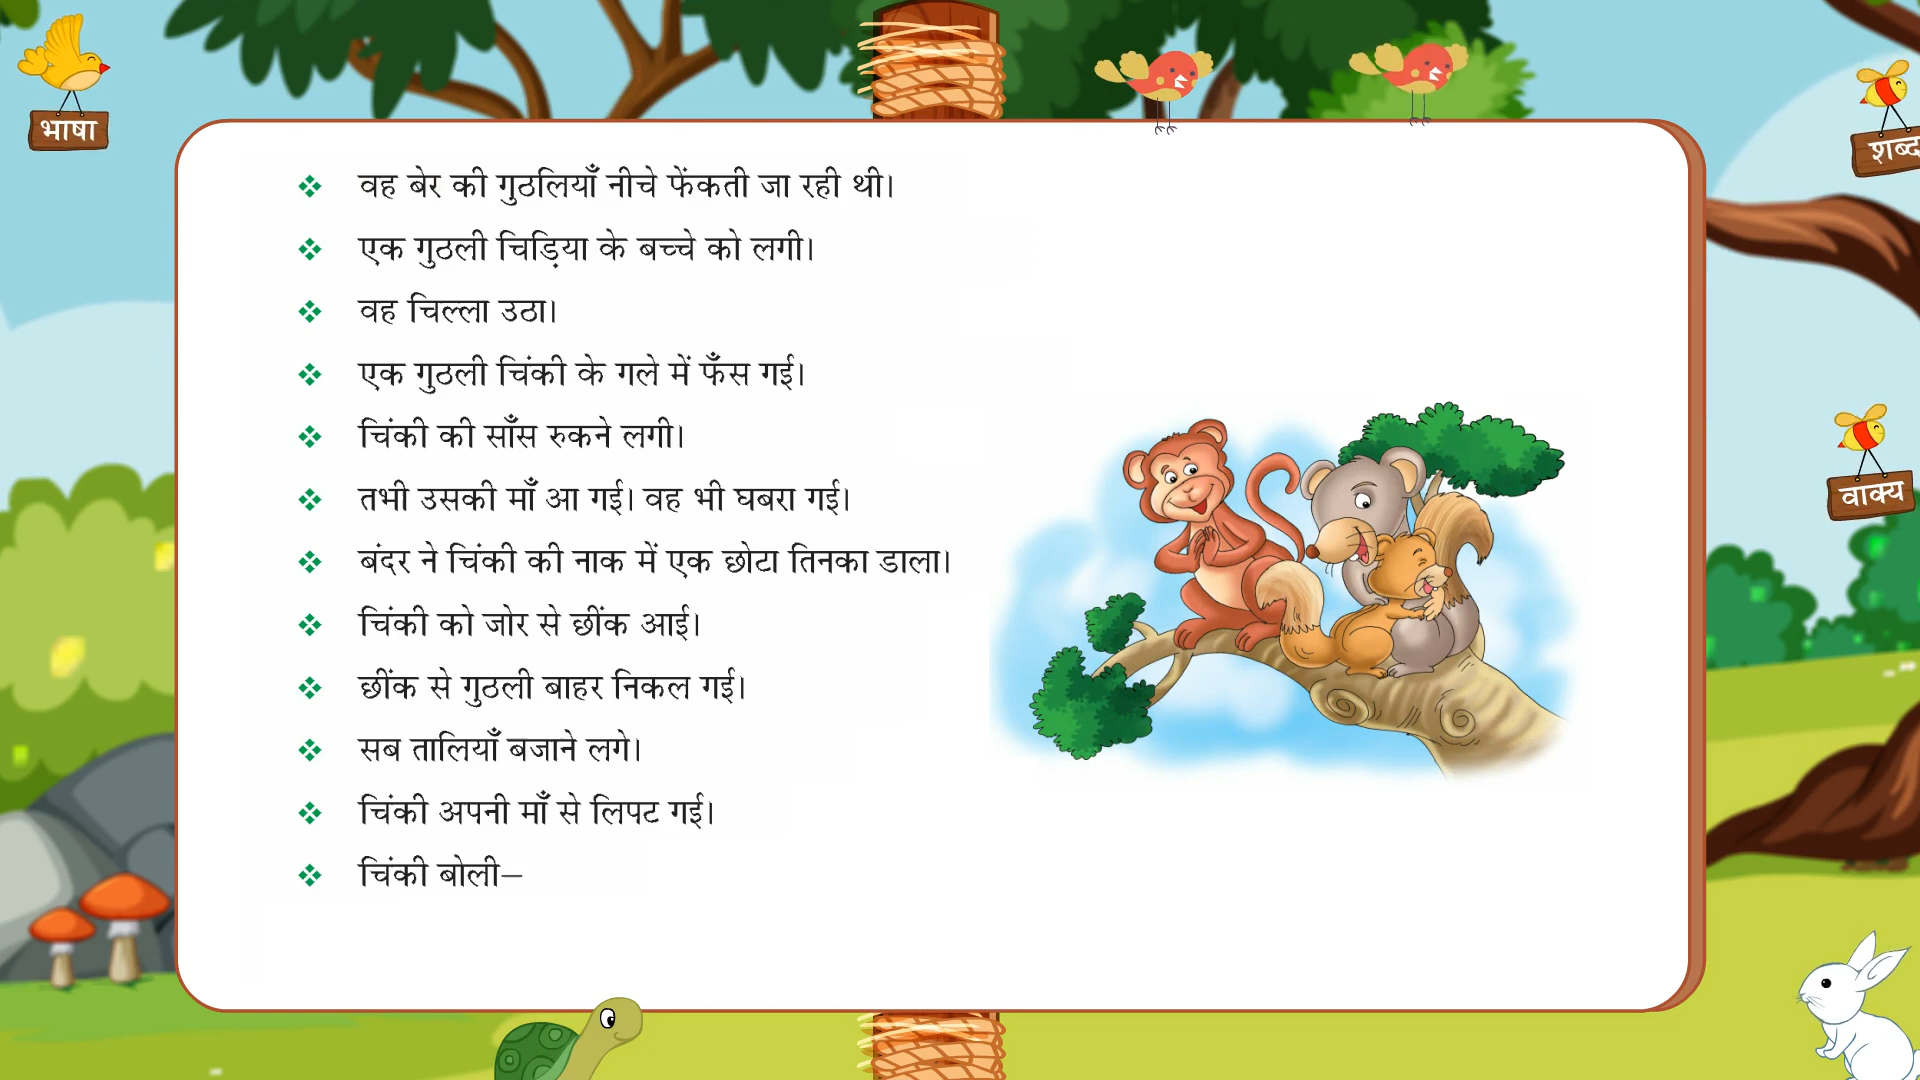 भाषा
शब्द
वह बेर की गुठलियाँ नीचे फेंकती जा रही थी।
एक गुठली चिड़िया के बच्चे को लगी।
वह चिल्ला उठा।
एक गुठली चिंकी के गले में फँस गई।
चिंकी की साँस रुकने लगी।
तभी उसकी माँ आ गई। वह भी घबरा गई।
वाक्य
बंदर ने चिंकी की नाक में एक छोटा तिनका डाला।
चिंकी को जोर से छींक आई।
छींक से गुठली बाहर निकल गई।
सब तालियाँ बजाने लगे।
चिंकी अपनी माँ से लिपट गई।
चिंकी बोली–